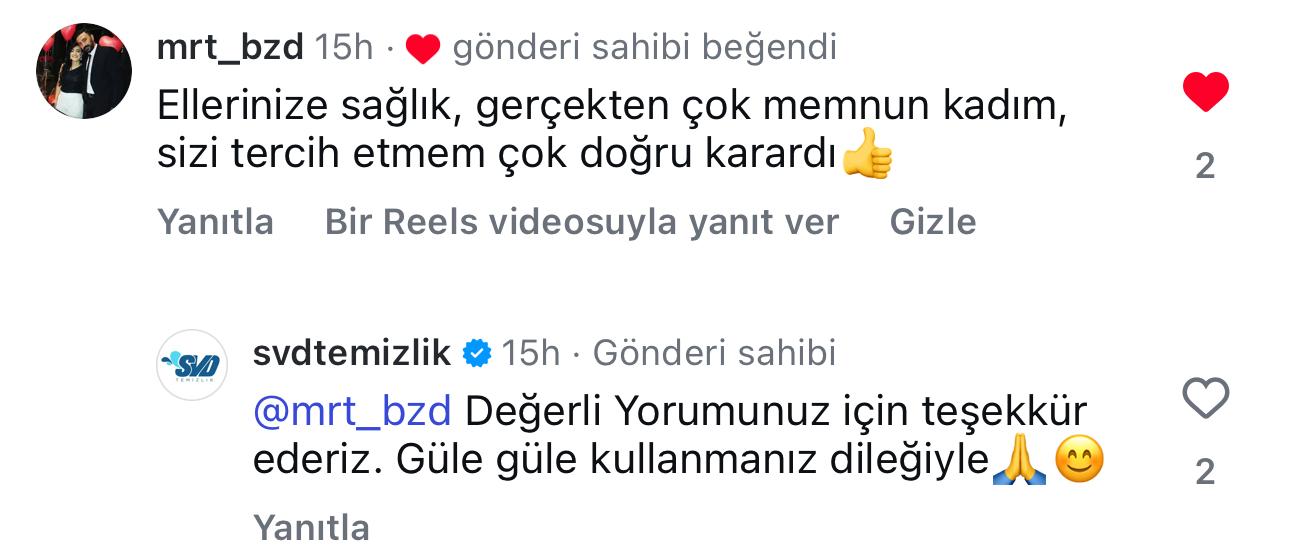 mrt_bzd 15h · ❤️ gönderi sahibi beğendi
Ellerinize sağlık, gerçekten çok memnun kadım,
sizi tercih etmem çok doğru karardı👍
2
Yanıtla Bir Reels videosuyla yanıt ver Gizle
SVD
TEMİZLİK
svdtemizlik 15h · Gönderi sahibi
@mrt_bzd Değerli Yorumunuz için teşekkür
ederiz. Güle güle kullanmanız dileğiyle🙏😊
2
Yanıtla